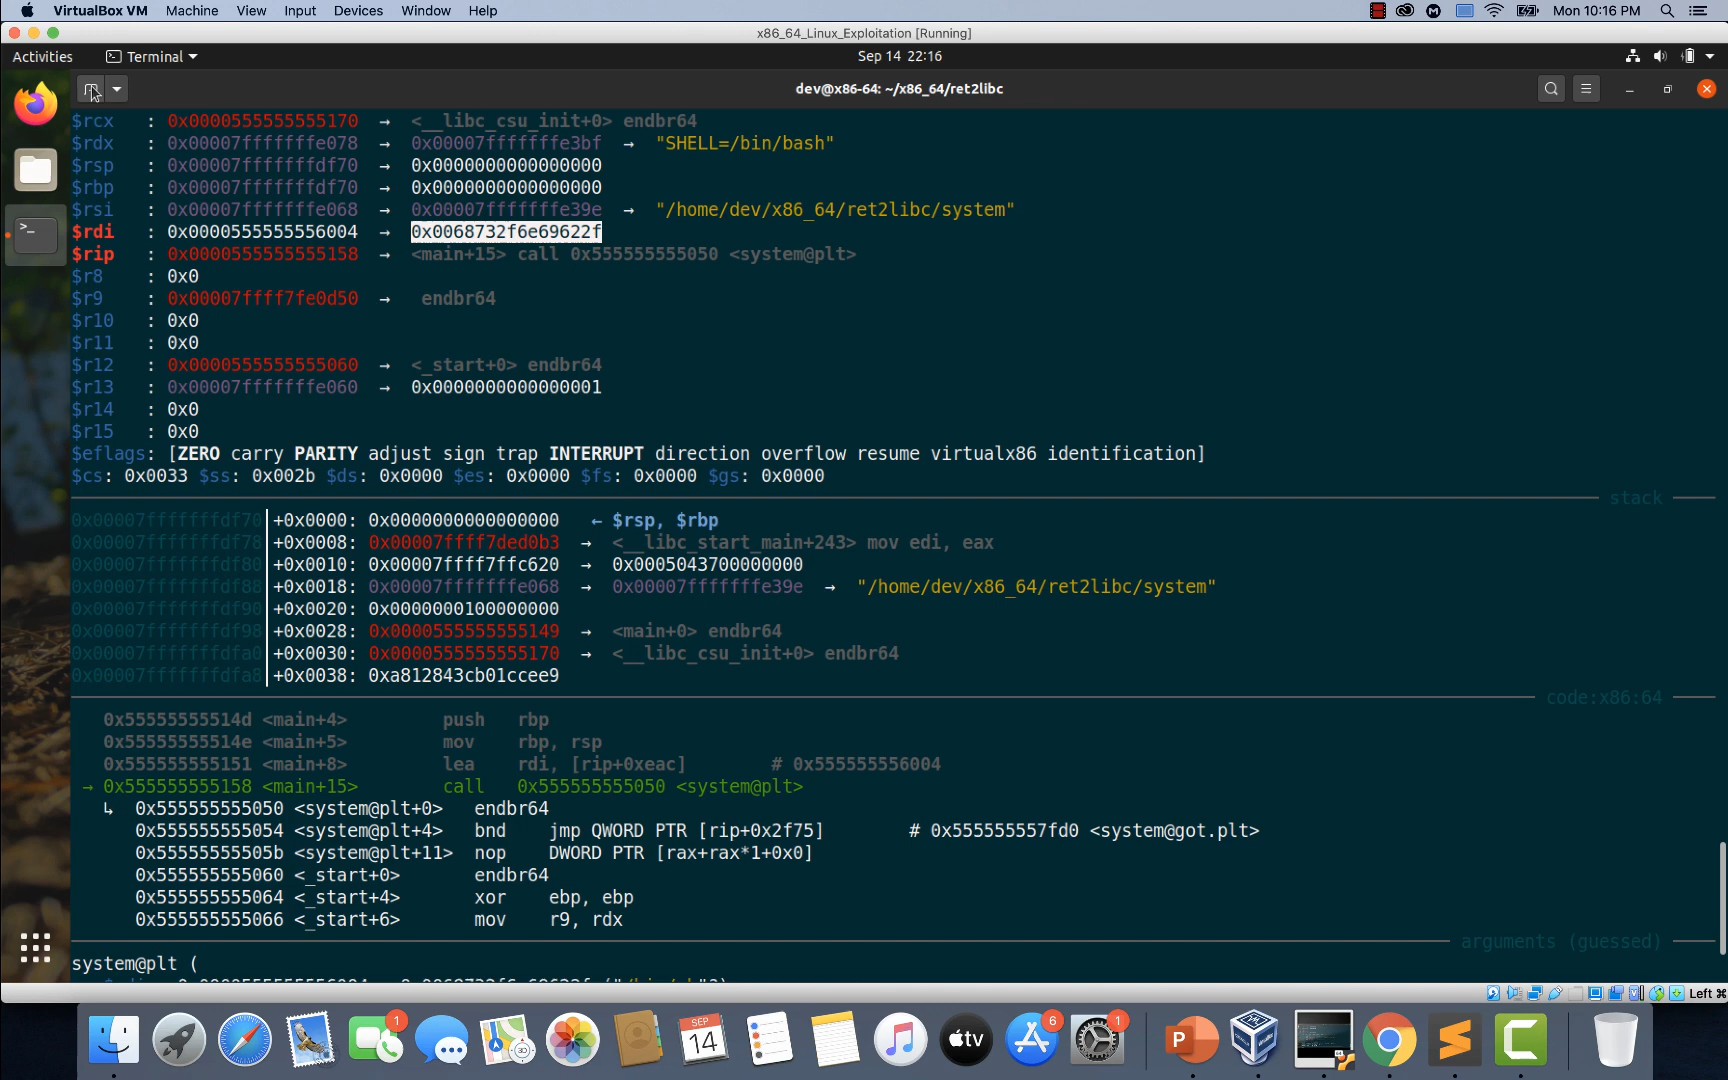 VirtualBox VM Machine View Input Devices Window Help Mon 10:16 PM
x86_64_Linux_Exploitation [Running]
Activities Terminal Sep 14 22:16
dev@x86-64: ~/x86_64/ret2libc
$rcx : 0x0000555555555170 → <__libc_csu_init+0> endbr64
$rdx : 0x00007fffffffe078 → 0x00007fffffffe3bf → "SHELL=/bin/bash"
$rsp : 0x00007fffffffdf70 → 0x0000000000000000
$rbp : 0x00007fffffffdf70 → 0x0000000000000000
$rsi : 0x00007fffffffe068 → 0x00007fffffffe39e → "/home/dev/x86_64/ret2libc/system"
$rdi : 0x0000555555556004 → 0x0068732f6e69622f
$rip : 0x0000555555555158 → <main+15> call 0x555555555050 <system@plt>
$r8 : 0x0
$r9 : 0x00007ffff7fe0d50 → endbr64
$r10 : 0x0
$r11 : 0x0
$r12 : 0x0000555555555060 → <_start+0> endbr64
$r13 : 0x00007fffffffe060 → 0x0000000000000001
$r14 : 0x0
$r15 : 0x0
$eflags: [ZERO carry PARITY adjust sign trap INTERRUPT direction overflow resume virtualx86 identification]
$cs: 0x0033 $ss: 0x002b $ds: 0x0000 $es: 0x0000 $fs: 0x0000 $gs: 0x0000
stack
0x00007fffffffdf70 +0x0000: 0x0000000000000000 ← $rsp, $rbp
0x00007fffffffdf78 +0x0008: 0x00007ffff7ded0b3 → <__libc_start_main+243> mov edi, eax
0x00007fffffffdf80 +0x0010: 0x00007ffff7ffc620 → 0x0005043700000000
0x00007fffffffdf88 +0x0018: 0x00007fffffffe068 → 0x00007fffffffe39e → "/home/dev/x86_64/ret2libc/system"
0x00007fffffffdf90 +0x0020: 0x0000000100000000
0x00007fffffffdf98 +0x0028: 0x0000555555555149 → <main+0> endbr64
0x00007fffffffdfa0 +0x0030: 0x0000555555555170 → <__libc_csu_init+0> endbr64
0x00007fffffffdfa8 +0x0038: 0xa812843cb01ccee9
code:x86:64
0x55555555514d <main+4> push rbp
0x55555555514e <main+5> mov rbp, rsp
0x555555555151 <main+8> lea rdi, [rip+0xeac] # 0x555555556004
→ 0x555555555158 <main+15> call 0x555555555050 <system@plt>
↳ 0x555555555050 <system@plt+0> endbr64
0x555555555054 <system@plt+4> bnd jmp QWORD PTR [rip+0x2f75] # 0x555555557fd0 <system@got.plt>
0x55555555505b <system@plt+11> nop DWORD PTR [rax+rax*1+0x0]
0x555555555060 <_start+0> endbr64
0x555555555064 <_start+4> xor ebp, ebp
0x555555555066 <_start+6> mov r9, rdx
arguments (guessed)
system@plt (
Left ⌘
1 SEP 14 tv 6 1